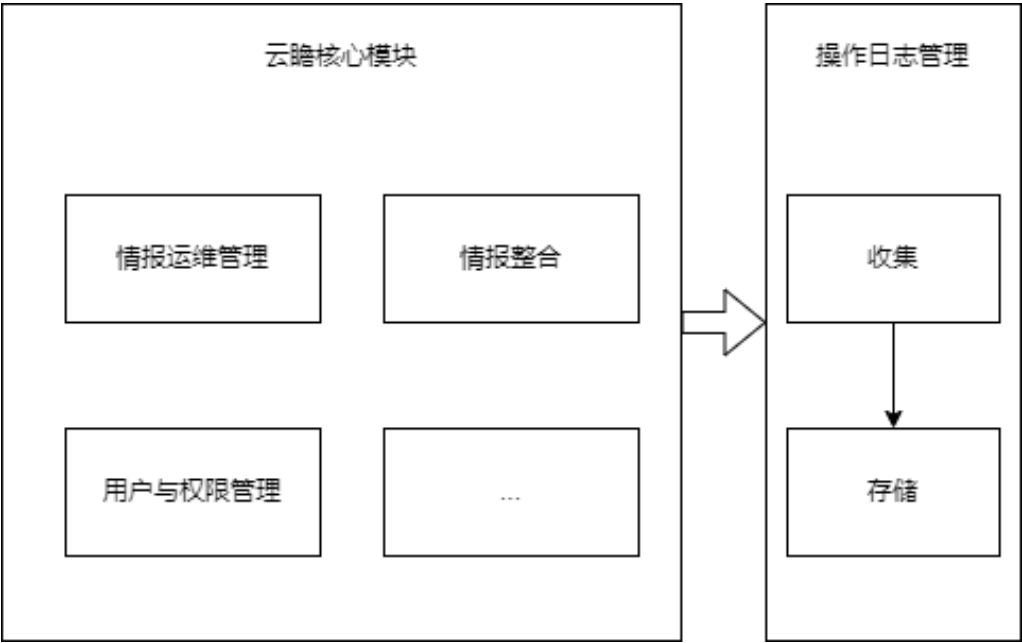 云瞻核心模块
操作日志管理
情报运维管理
情报整合
收集
用户与权限管理
...
存储